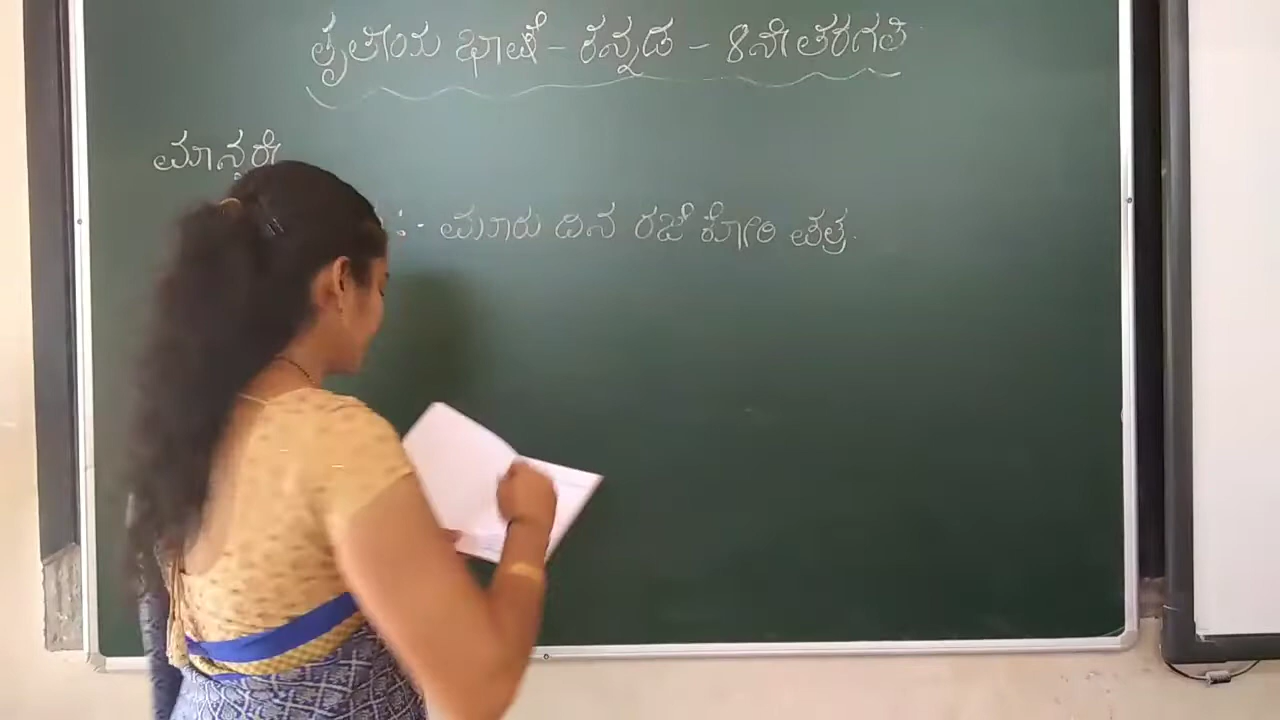 ತೃತೀಯ ಭಾಷೆ - ಕನ್ನಡ - 8ನೇ ತರಗತಿ
ಮಾನ್ಯರೇ
:- ಮೂರು ದಿನ ರಜೆ ಕೋರಿ ಪತ್ರ.